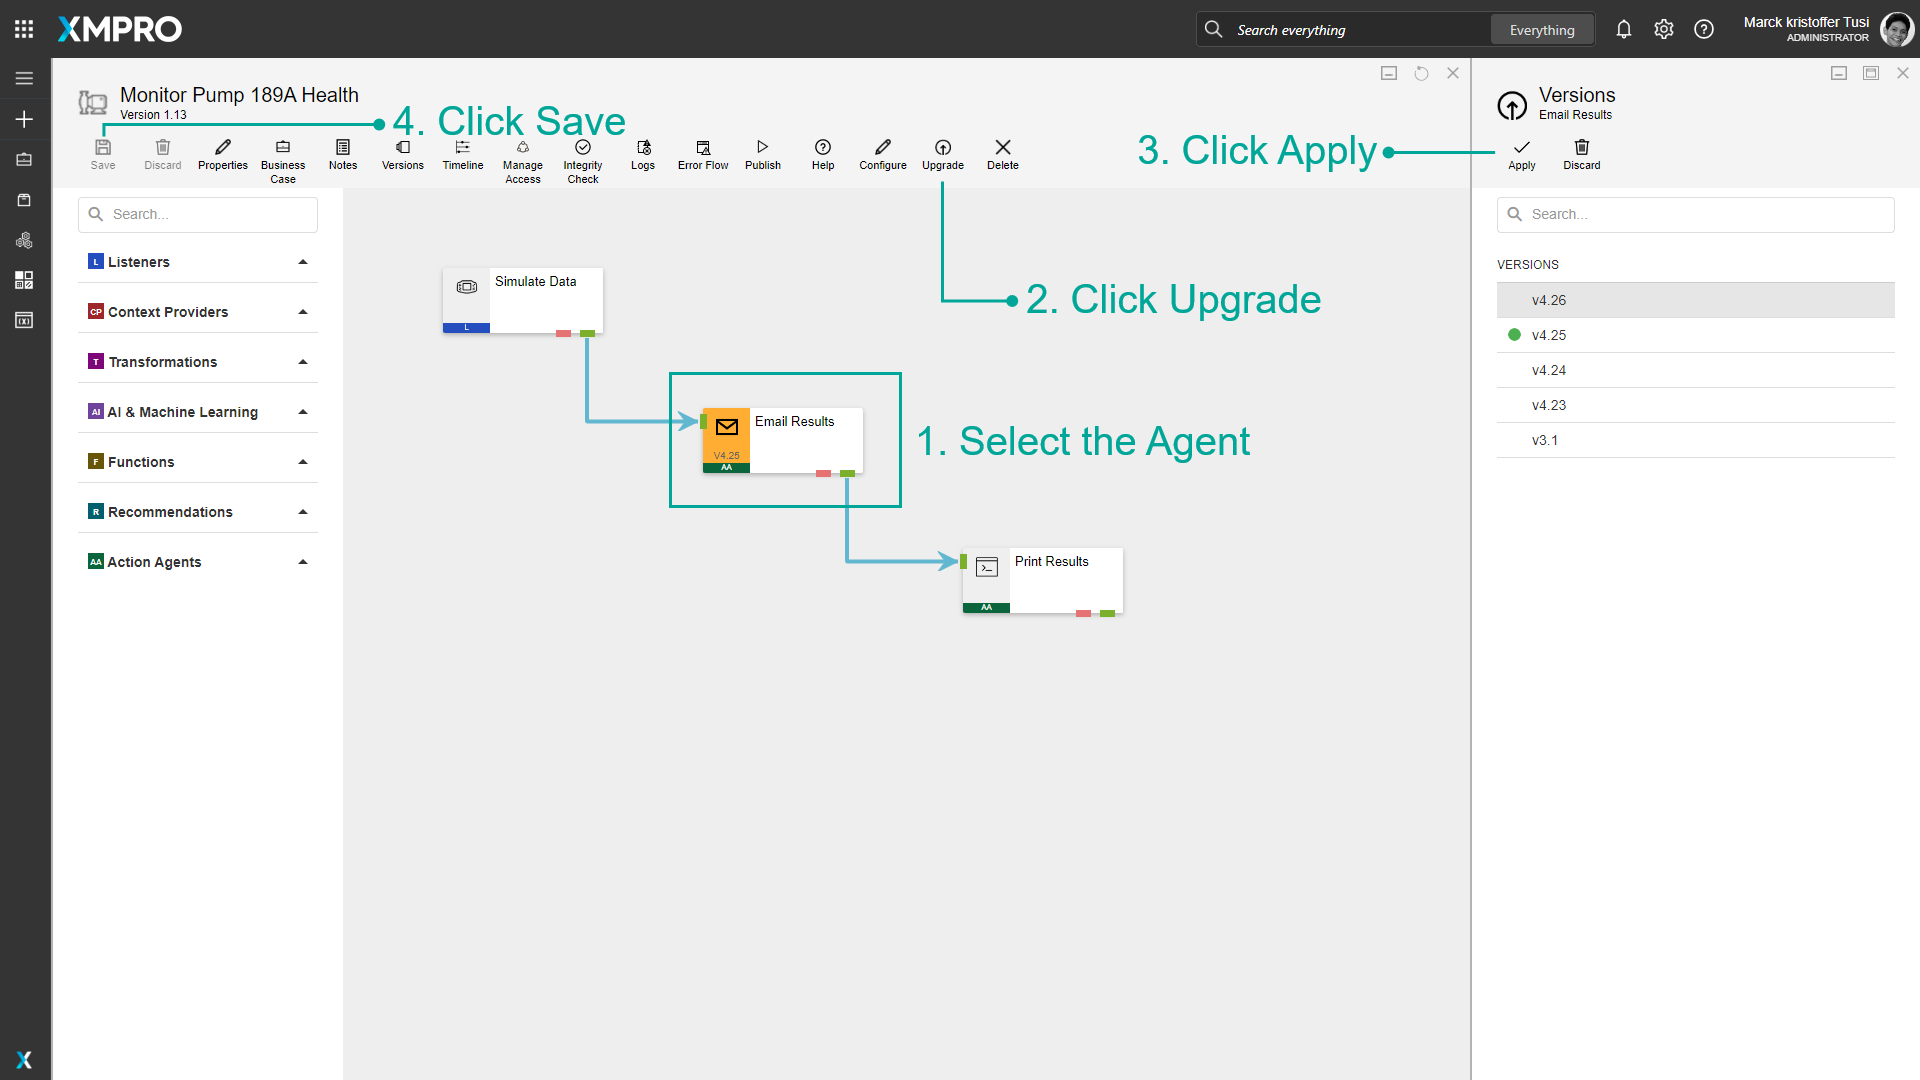 XMPRO
Search everything
Everything
Marck kristoffer Tusi
ADMINISTRATOR
Monitor Pump 189A Health
Version 1.13
4. Click Save
Save
Discard
Properties
Business
Case
Notes
Versions
Timeline
Manage
Access
Integrity
Check
Logs
Error Flow
Publish
Help
Configure
Upgrade
Delete
3. Click Apply
Versions
Email Results
Apply
Discard
Search...
L Listeners
CP Context Providers
T Transformations
AI AI & Machine Learning
F Functions
R Recommendations
AA Action Agents
Simulate Data
L
2. Click Upgrade
Email Results
V4.25
AA
1. Select the Agent
Print Results
AA
Search...
VERSIONS
v4.26
v4.25
v4.24
v4.23
v3.1
X